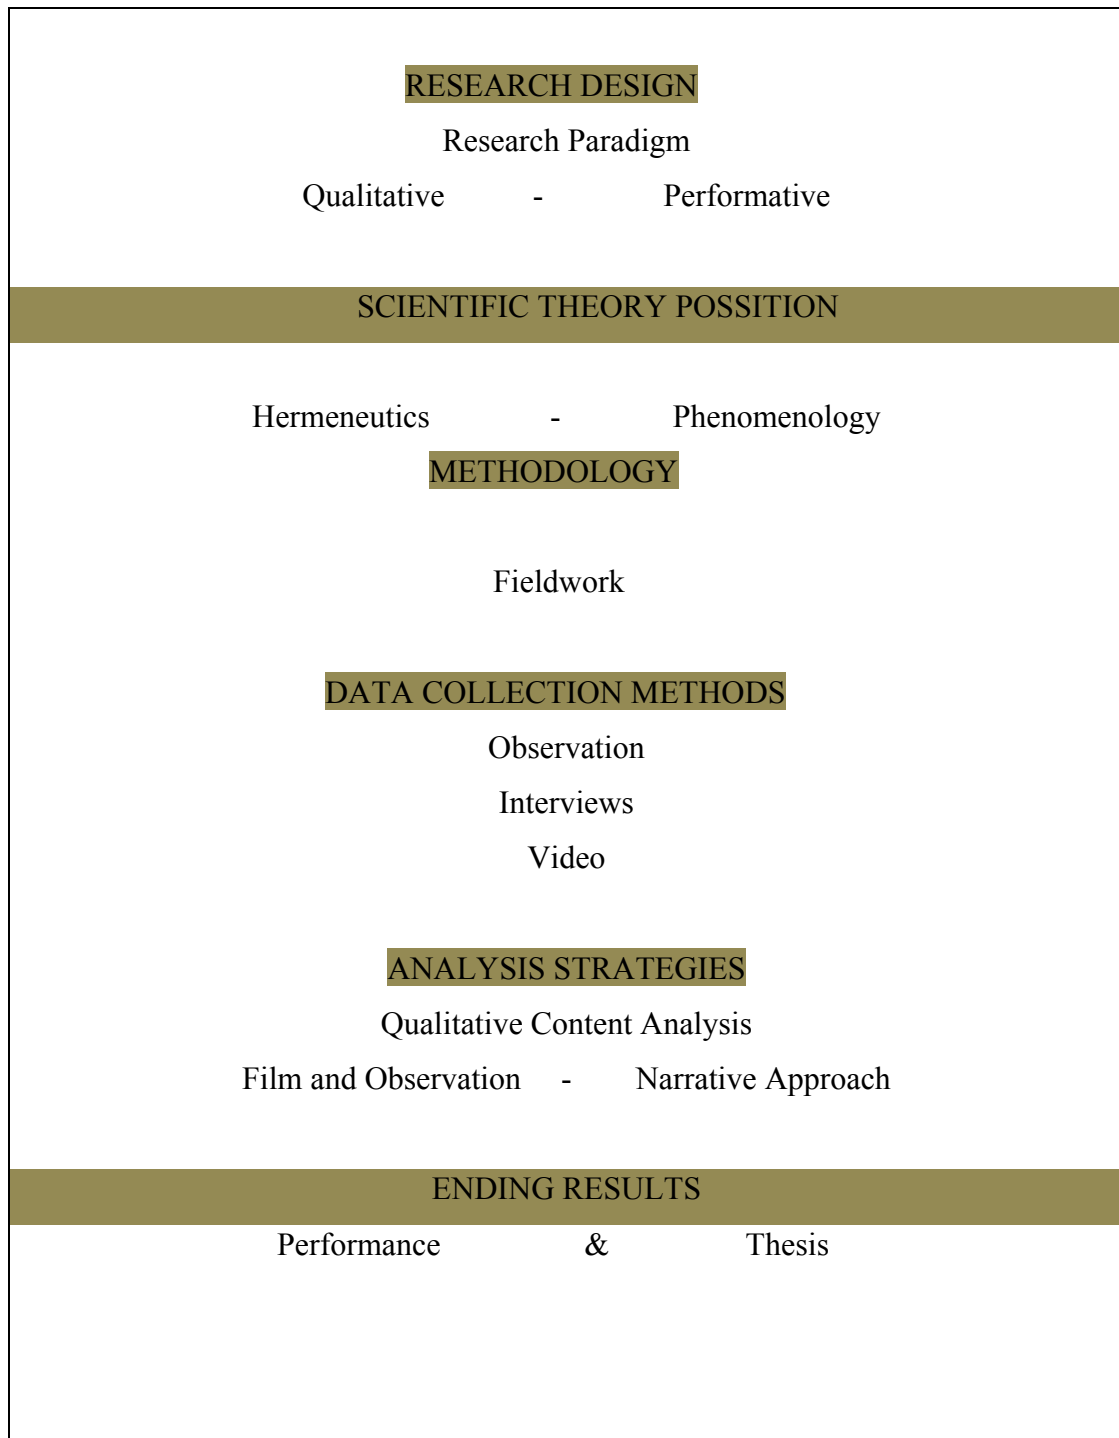 RESEARCH DESIGN
Research Paradigm
Qualitative - Performative
SCIENTIFIC THEORY POSSITION
Hermeneutics - Phenomenology
METHODOLOGY
Fieldwork
DATA COLLECTION METHODS
Observation
Interviews
Video
ANALYSIS STRATEGIES
Qualitative Content Analysis
Film and Observation - Narrative Approach
ENDING RESULTS
Performance & Thesis